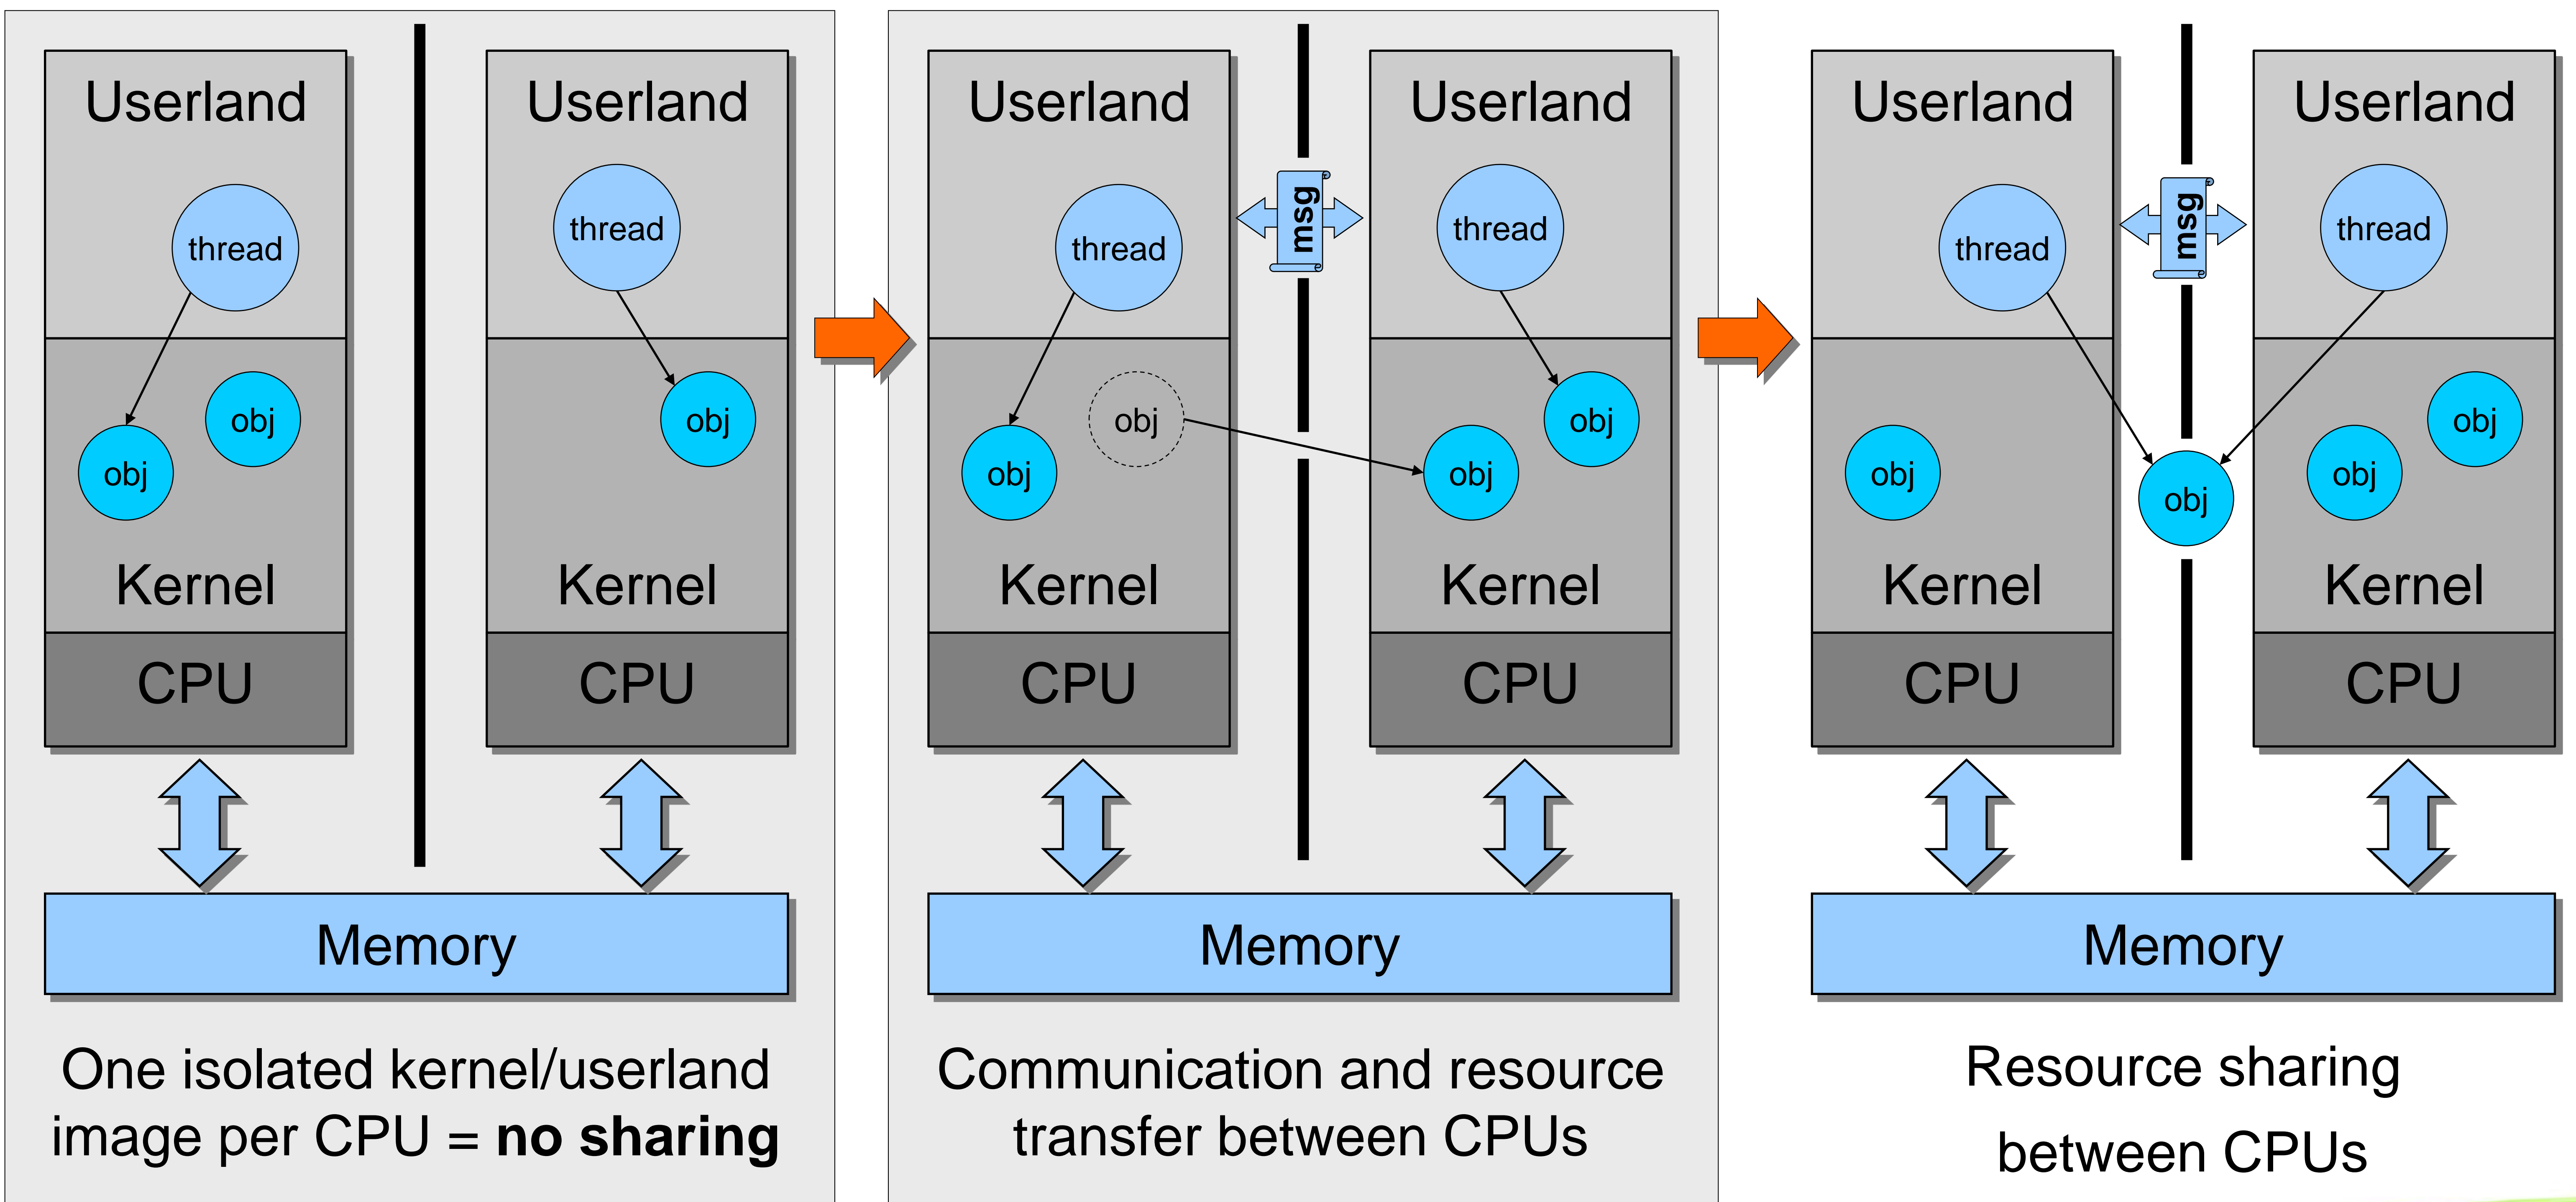 Userland
thread
obj
obj
Kernel
CPU
Userland
thread
obj
Kernel
CPU
Memory
One isolated kernel/userland
image per CPU = no sharing
Userland
thread
obj
obj
Kernel
CPU
msg
Userland
thread
obj
obj
Kernel
CPU
Memory
Communication and resource
transfer between CPUs
Userland
thread
obj
Kernel
CPU
msg
obj
Userland
thread
obj
obj
Kernel
CPU
Memory
Resource sharing
between CPUs